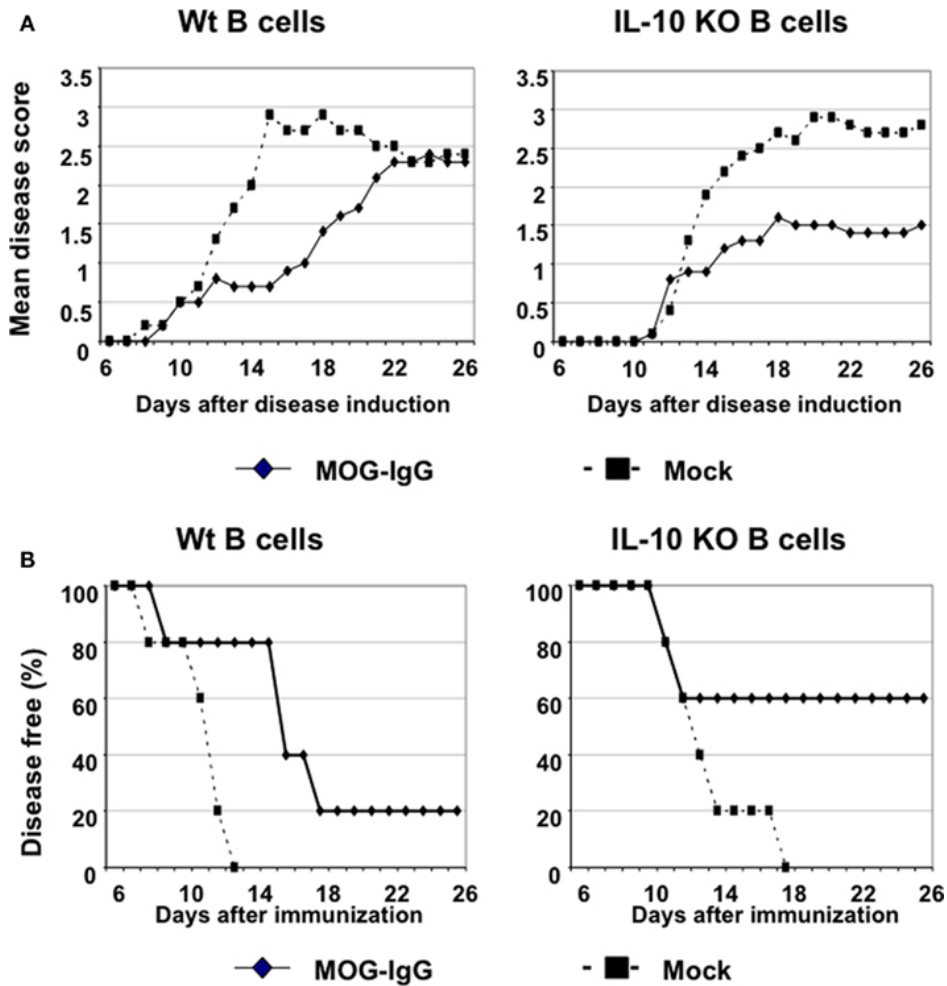 A
Wt B cells
IL-10 KO B cells
Mean disease score
3.5
3
2.5
2
1.5
1
0.5
0
6 10 14 18 22 26
Days after disease induction
3.5
3
2.5
2
1.5
1
0.5
0
6 10 14 18 22 26
Days after disease induction
MOG-IgG
Mock
B
Wt B cells
IL-10 KO B cells
Disease free (%)
100
80
60
40
20
0
6 10 14 18 22 26
Days after immunization
100
80
60
40
20
0
6 10 14 18 22 26
Days after immunization
MOG-IgG
Mock